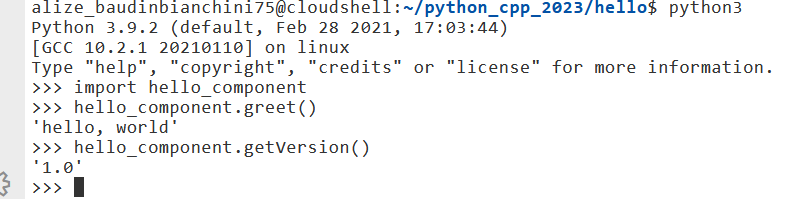 alize_baudinbianchini75@cloudshell:~/python_cpp_2023/hello$ python3
Python 3.9.2 (default, Feb 28 2021, 17:03:44)
[GCC 10.2.1 20210110] on linux
Type "help", "copyright", "credits" or "license" for more information.
>>> import hello_component
>>> hello_component.greet()
'hello, world'
>>> hello_component.getVersion()
'1.0'
>>>